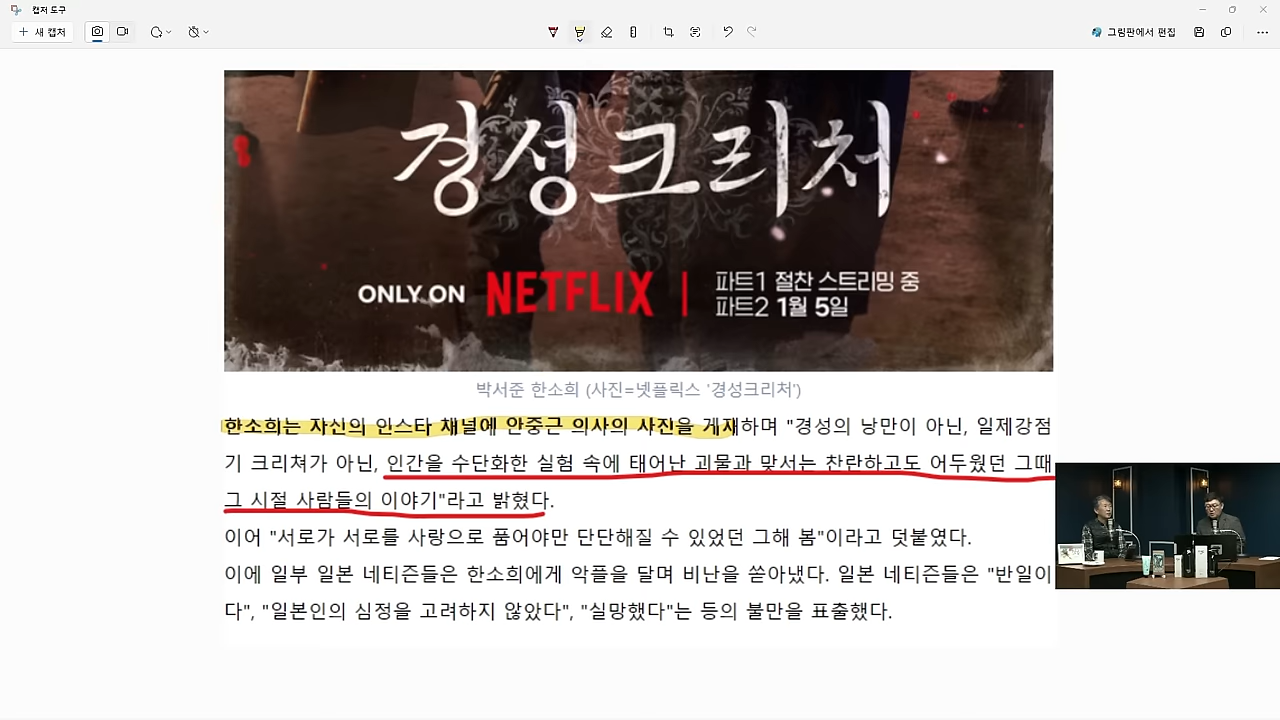 캡처 도구
새 캡처
그림판에서 편집
경성크리처
ONLY ON NETFLIX | 파트1 절찬 스트리밍 중
파트2 1월 5일
박서준 한소희 (사진=넷플릭스 '경성크리처')
한소희는 자신의 인스타 채널에 안중근 의사의 사진을 게재하며 "경성의 낭만이 아닌, 일제강점
기 크리쳐가 아닌, 인간을 수단화한 실험 속에 태어난 괴물과 맞서는 찬란하고도 어두웠던 그때
그 시절 사람들의 이야기"라고 밝혔다.
이어 "서로가 서로를 사랑으로 품어야만 단단해질 수 있었던 그해 봄"이라고 덧붙였다.
이에 일부 일본 네티즌들은 한소희에게 악플을 달며 비난을 쏟아냈다. 일본 네티즌들은 "반일이
다", "일본인의 심정을 고려하지 않았다", "실망했다"는 등의 불만을 표출했다.